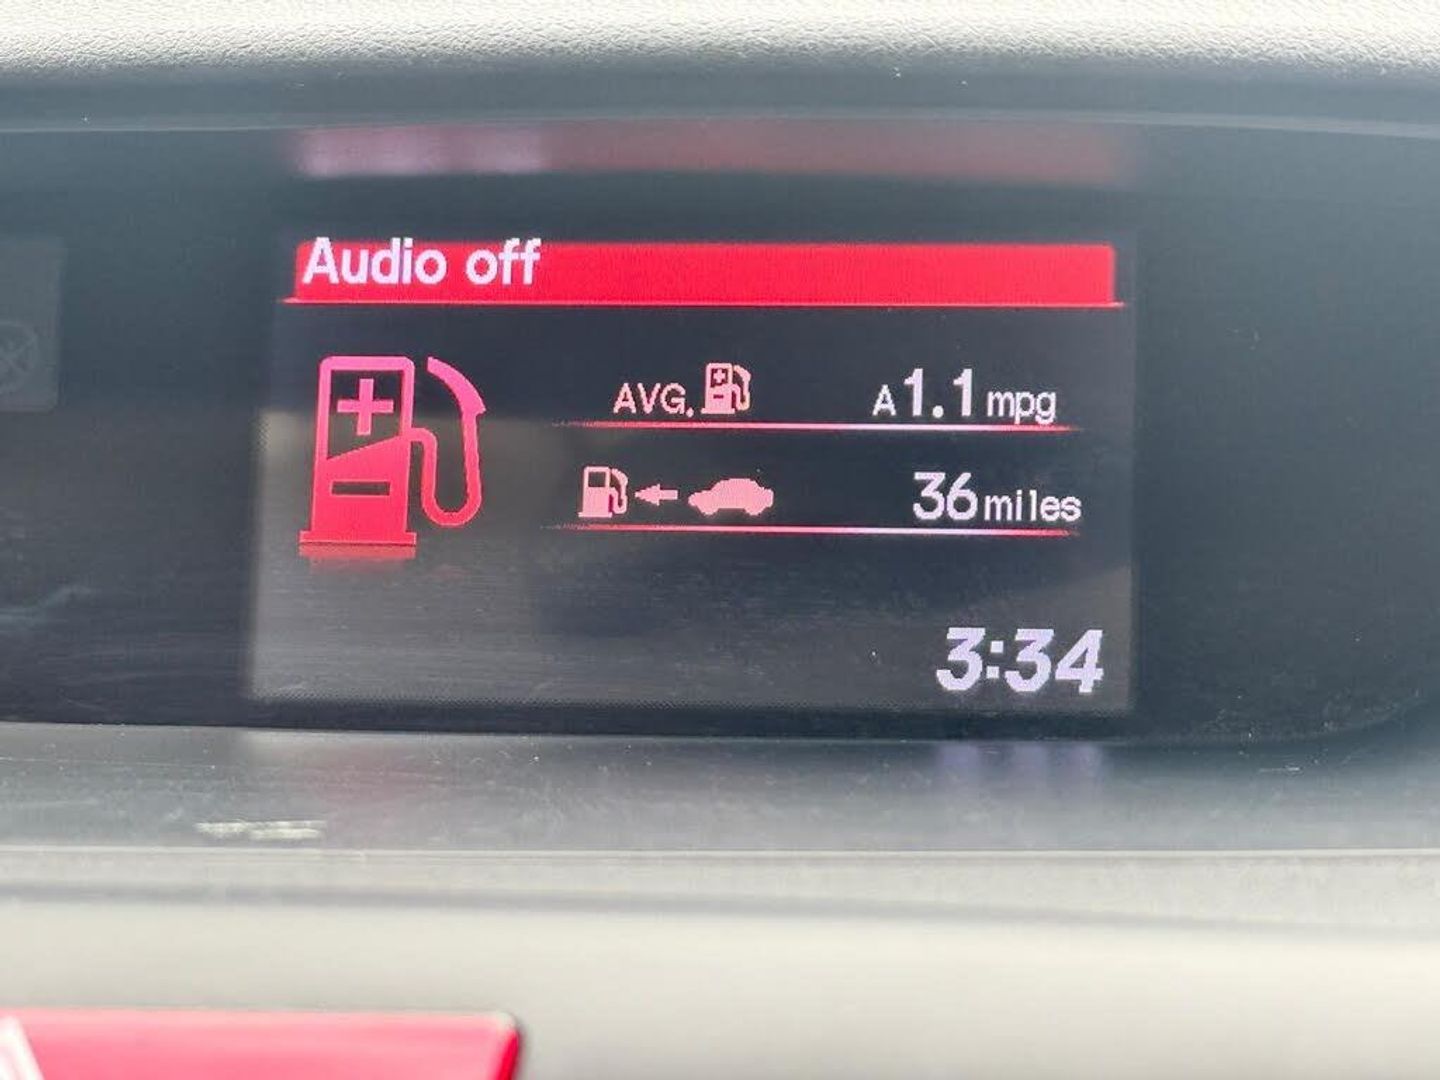 Audio off
AVG. A 1.1 mpg
36 miles
3:34